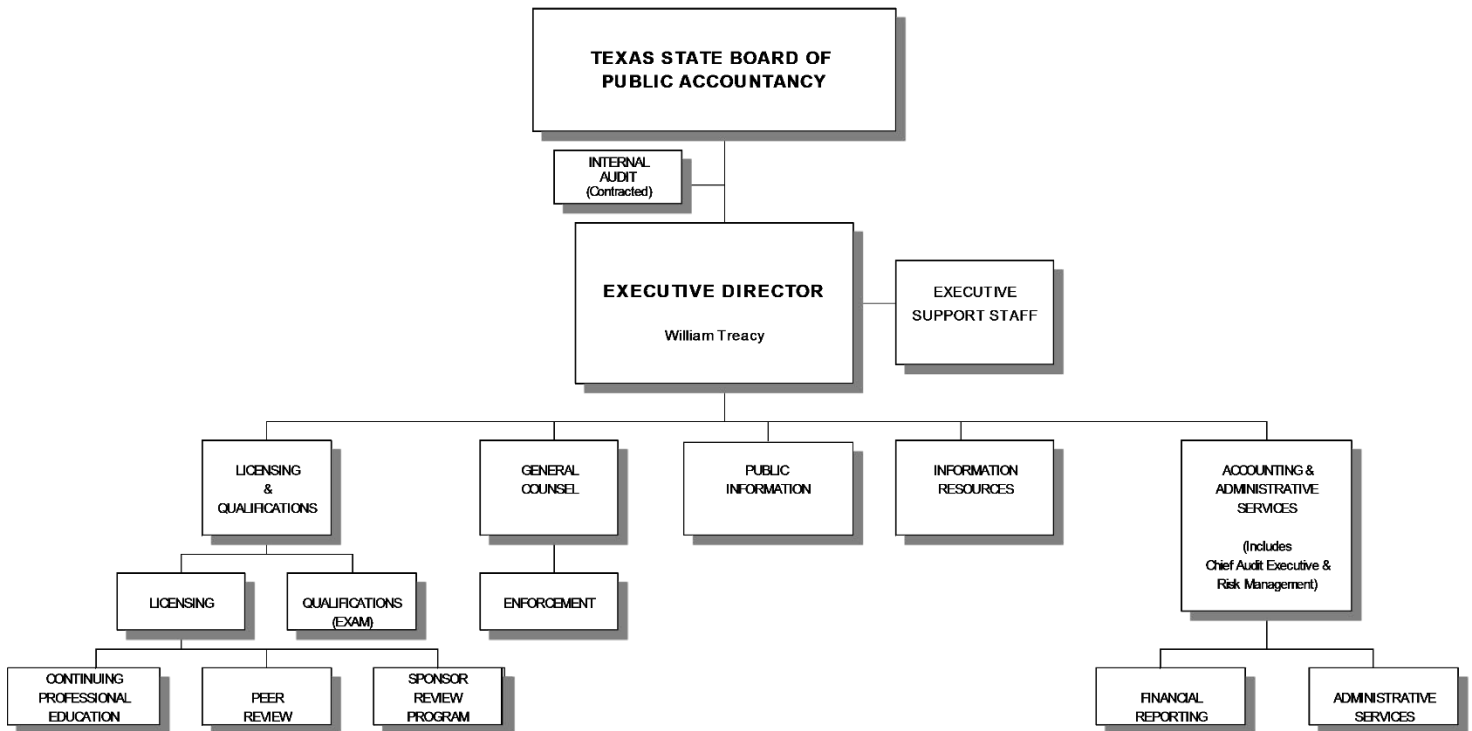 TEXAS STATE BOARD OF
PUBLIC ACCOUNTANCY
INTERNAL
AUDIT
(Contracted)
EXECUTIVE DIRECTOR
William Treacy
EXECUTIVE
SUPPORT STAFF
LICENSING
&
QUALIFICATIONS
GENERAL
COUNSEL
PUBLIC
INFORMATION
INFORMATION
RESOURCES
ACCOUNTING &
ADMINISTRATIVE
SERVICES
(Includes
Chief Audit Executive &
Risk Management)
LICENSING
QUALIFICATIONS
(EXAM)
ENFORCEMENT
CONTINUING
PROFESSIONAL
EDUCATION
PEER
REVIEW
SPONSOR
REVIEW
PROGRAM
FINANCIAL
REPORTING
ADMINISTRATIVE
SERVICES